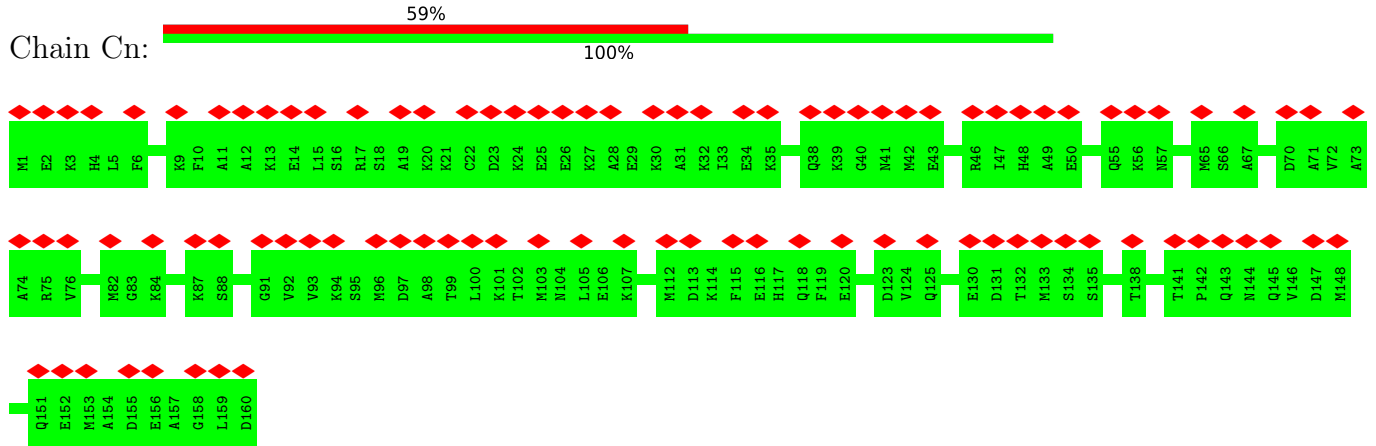 59%
Chain Cn:
100%
M1 E2 K3 H4 L5 F6 K9 F10 A11 A12 K13 E14 L15 S16 R17 S18 A19 K20 K21 C22 D23 K24 E25 E26 K27 A28 E29 K30 A31 K32 I33 E34 K35 Q38 K39 G40 N41 M42 E43 R46 I47 H48 A49 E50 Q55 K56 N57 M65 S66 A67 D70 A71 V72 A73
A74 R75 V76 M82 G83 K84 K87 S88 G91 V92 V93 K94 S95 M96 D97 A98 T99 L100 K101 T102 M103 N104 L105 E106 K107 M112 D113 K114 F115 E116 H117 Q118 F119 E120 D123 V124 Q125 E130 D131 T132 M133 S134 S135 T138 T141 P142 Q143 N144 Q145 V146 D147 M148
Q151 E152 M153 A154 D155 E156 A157 G158 L159 D160